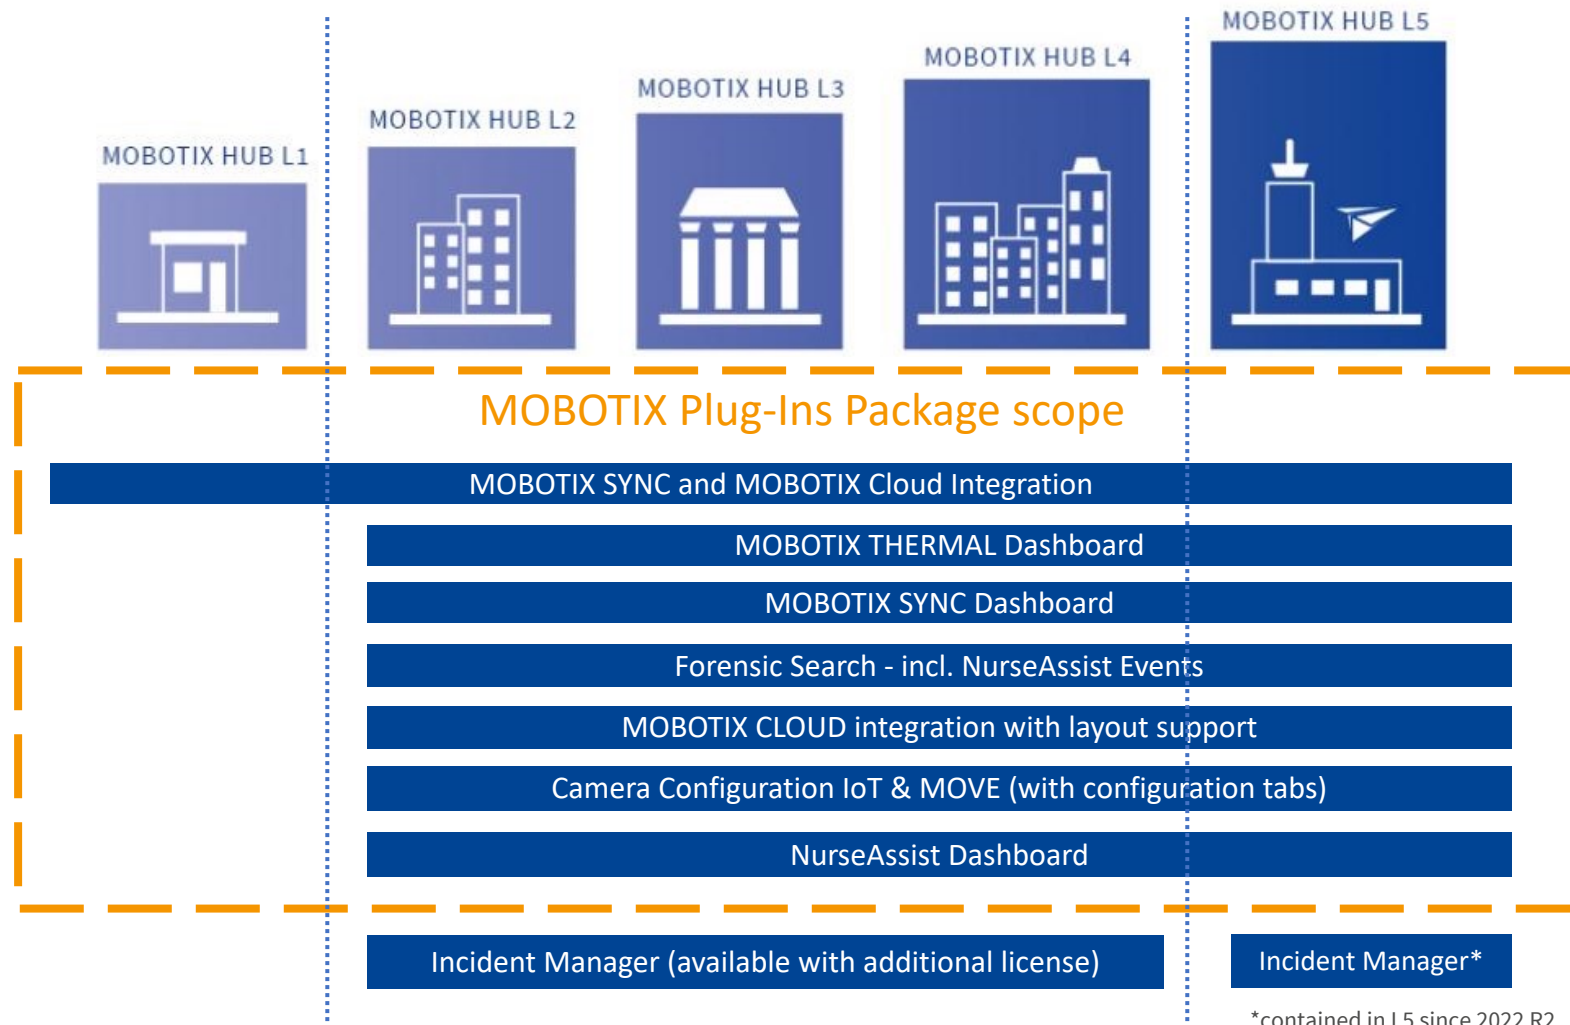 MOBOTIX HUB L1
MOBOTIX HUB L2
MOBOTIX HUB L3
MOBOTIX HUB L4
MOBOTIX HUB L5
MOBOTIX Plug-Ins Package scope
MOBOTIX SYNC and MOBOTIX Cloud Integration
MOBOTIX THERMAL Dashboard
MOBOTIX SYNC Dashboard
Forensic Search - incl. NurseAssist Events
MOBOTIX CLOUD integration with layout support
Camera Configuration IoT & MOVE (with configuration tabs)
NurseAssist Dashboard
Incident Manager (available with additional license)
Incident Manager*
*contained in L5 since 2022 R2